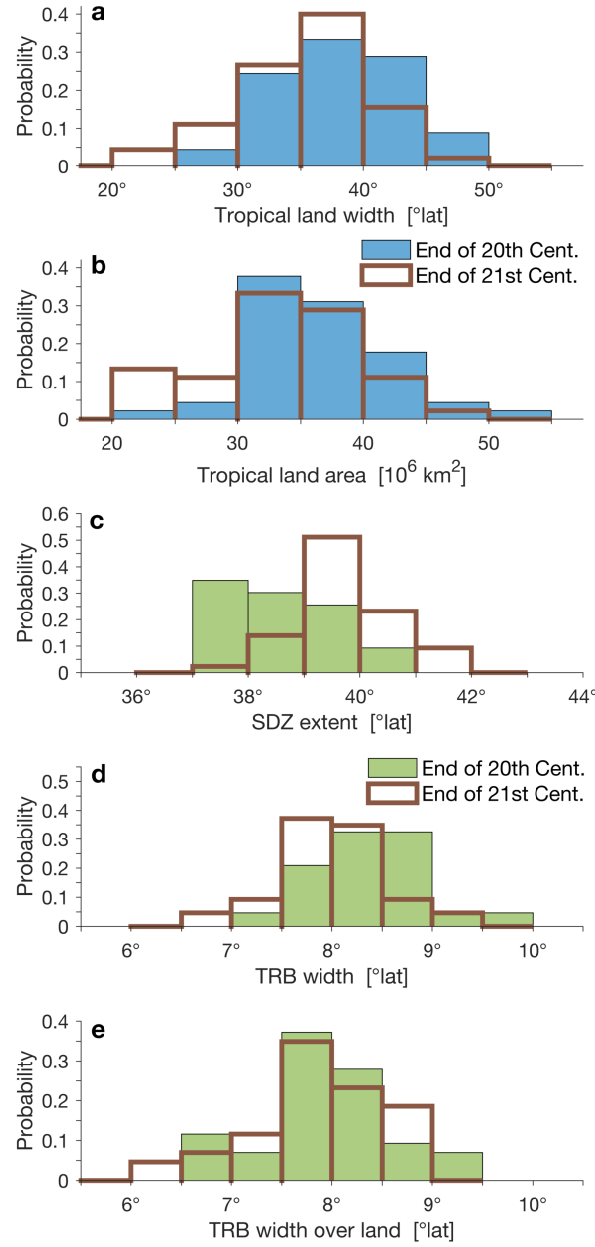 a
0.4
0.3
0.2
0.1
0
Probability
20° 30° 40° 50°
Tropical land width [°lat]
b
End of 20th Cent.
End of 21st Cent.
0.4
0.3
0.2
0.1
0
Probability
20 30 40 50
Tropical land area [10⁶ km²]
c
0.6
0.5
0.4
0.3
0.2
0.1
0
Probability
36° 38° 40° 42° 44°
SDZ extent [°lat]
d
End of 20th Cent.
End of 21st Cent.
0.5
0.4
0.3
0.2
0.1
0
Probability
6° 7° 8° 9° 10°
TRB width [°lat]
e
0.4
0.3
0.2
0.1
0
Probability
6° 7° 8° 9° 10°
TRB width over land [°lat]